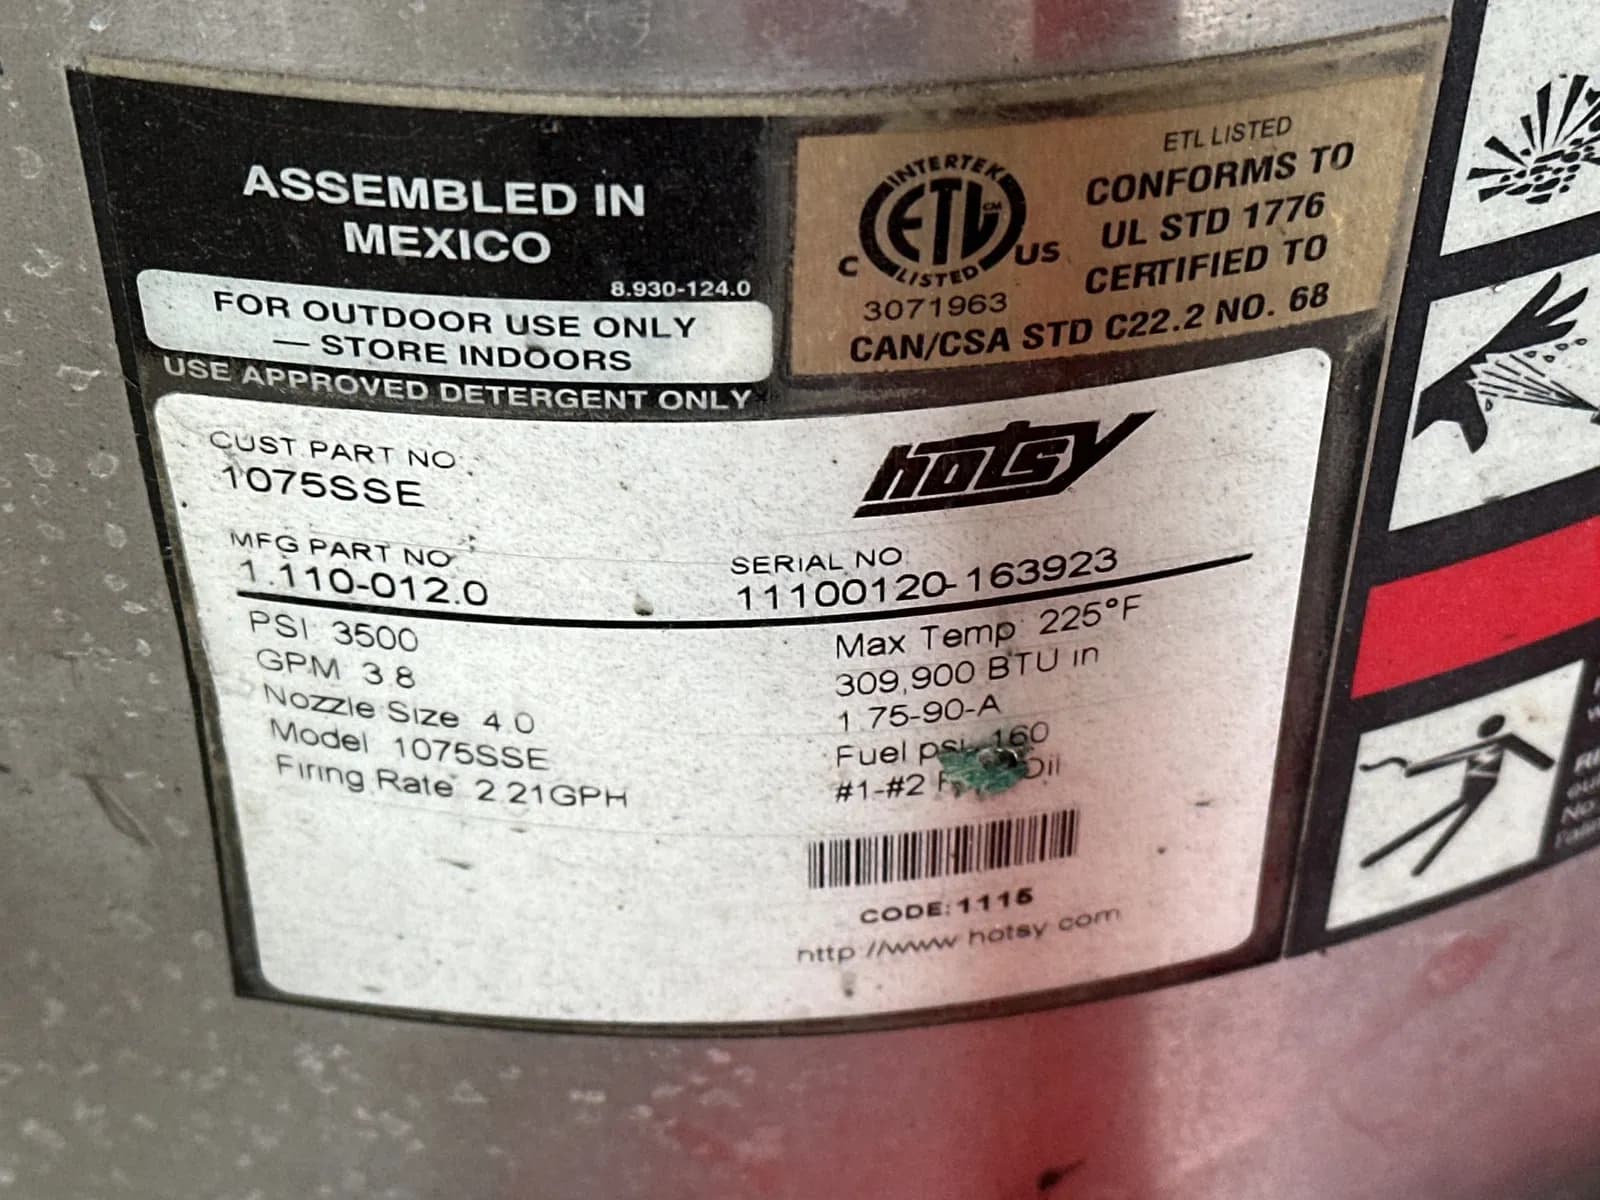 ASSEMBLED IN
MEXICO
8.930-124.0
FOR OUTDOOR USE ONLY
— STORE INDOORS
USE APPROVED DETERGENT ONLY
ETL LISTED
CONFORMS TO
UL STD 1776
CERTIFIED TO
CAN/CSA STD C22.2 NO. 68
INTERTEK
ETL CM
LISTED
C US
3071963
hotsy
CUST PART NO.
1075SSE
MFG PART NO
1.110-012.0
SERIAL NO
11100120-163923
PSI 3500
GPM 3.8
Nozzle Size 4.0
Model 1075SSE
Firing Rate 2.21GPH
Max Temp 225°F
309,900 BTU in
1.75-90-A
Fuel psi 160
#1-#2 Oil
CODE:1115
http://www.hotsy.com